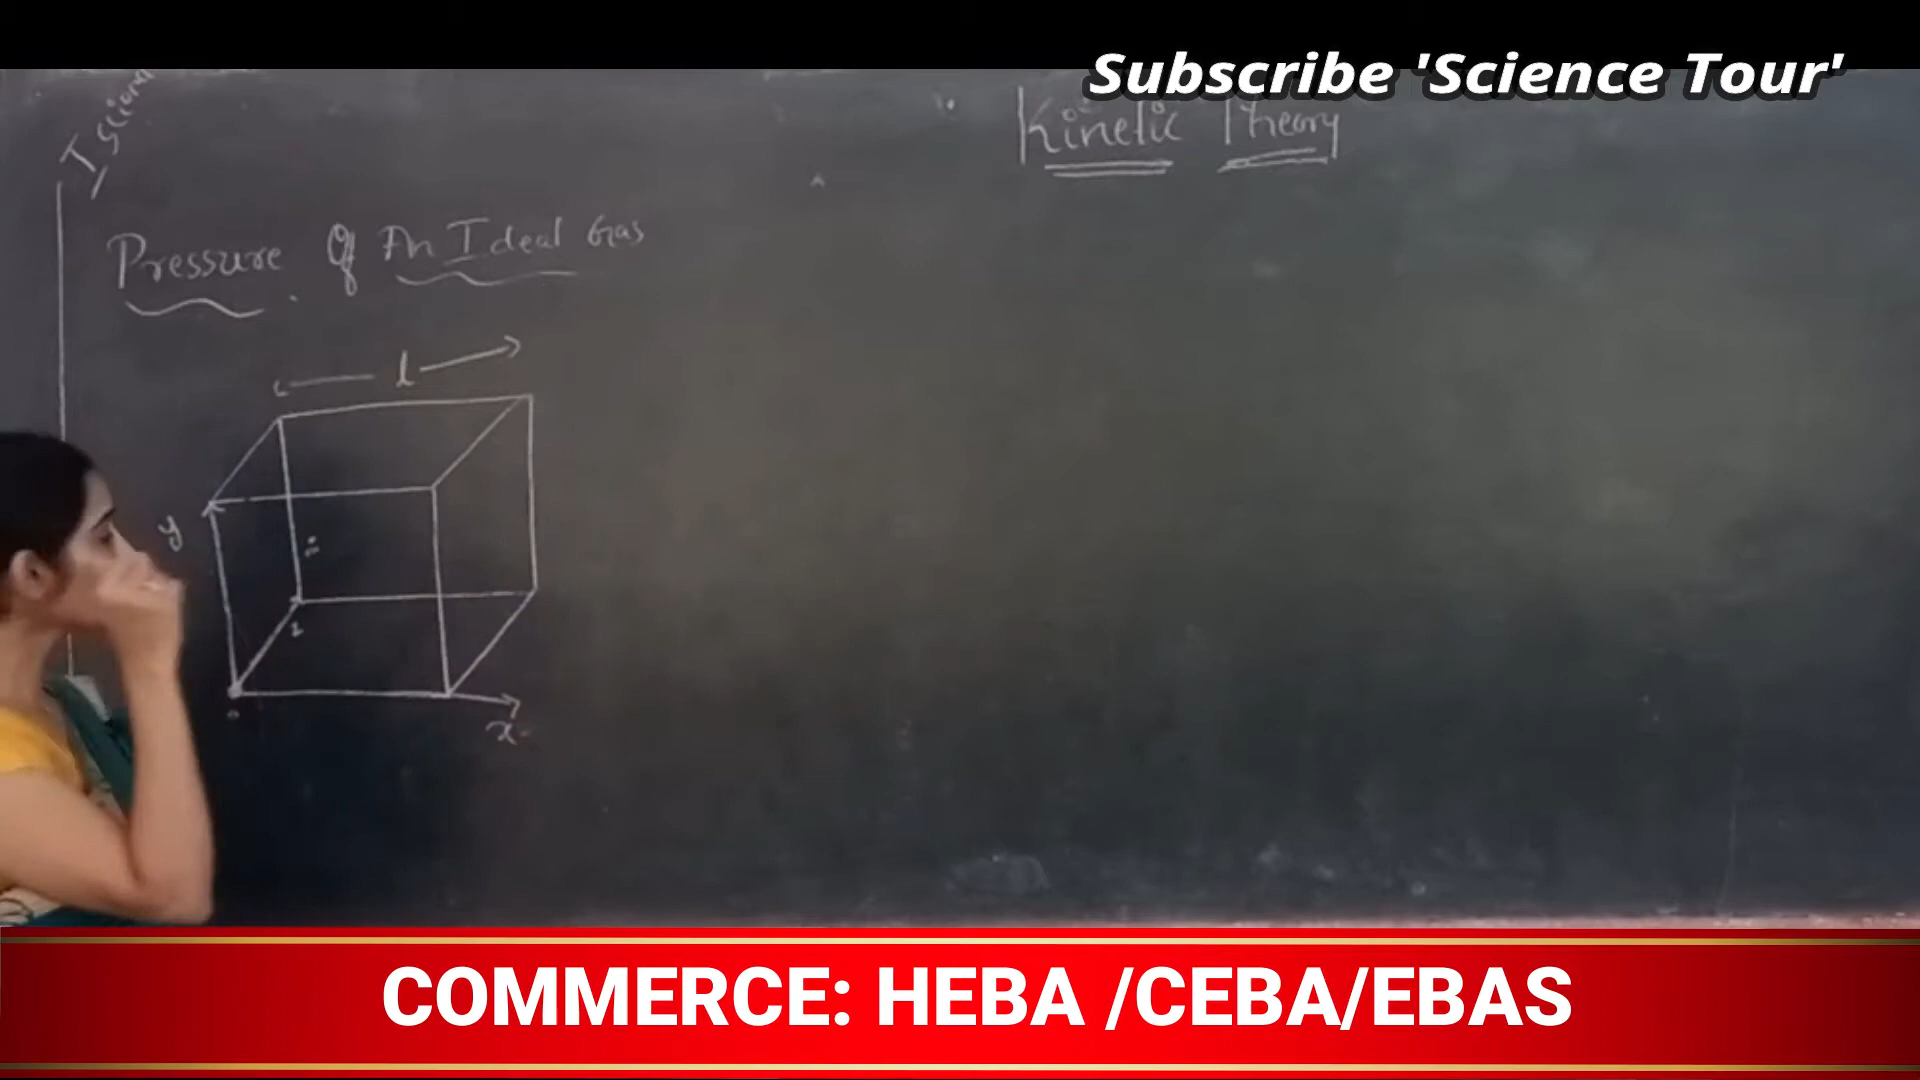 Subscribe 'Science Tour'
Kinetic Theory
Pressure Of An Ideal Gas
l
y
z
o
x
COMMERCE: HEBA /CEBA/EBAS